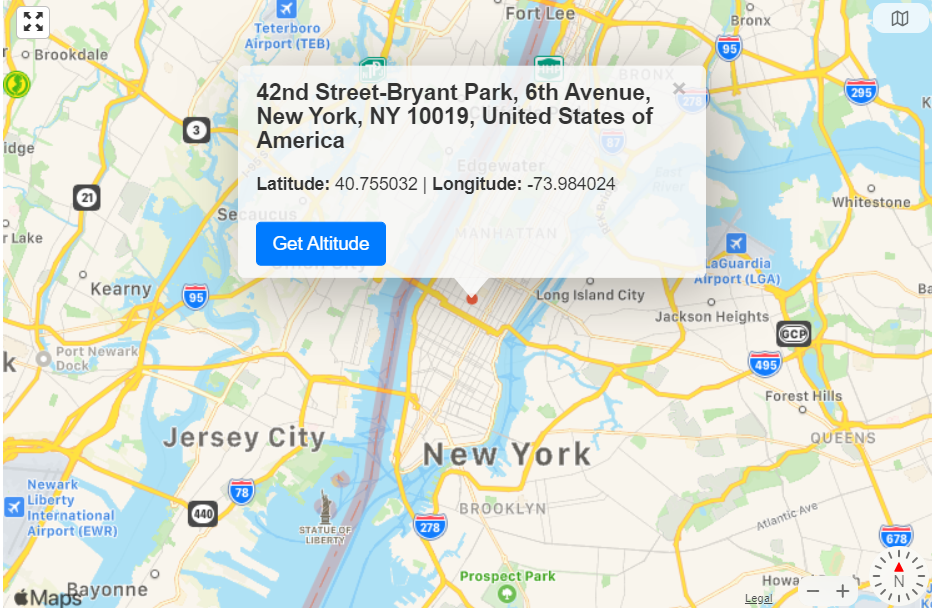 Fort Lee
Bronx
Teterboro
Airport (TEB)
Brookdale
95
295
BRONX
42nd Street-Bryant Park, 6th Avenue,
New York, NY 10019, United States of
America
×
278
3
87
idge
Edgewater
East
River
Latitude: 40.755032 | Longitude: -73.984024
21
Whitestone
Secaucus
MANHATTAN
r Lake
Get Altitude
LaGuardia
Airport (LGA)
Union City
Kearny
95
Long Island City
Jackson Heights
GCP
k
Port Newark
Dock
495
Forest Hills
Jersey City
QUEENS
New York
Newark
Liberty
International
Airport (EWR)
78
440
BROOKLYN
STATUE OF
LIBERTY
278
Atlantic Ave
678
Prospect Park
N
Bayonne
Maps
Howa
Legal